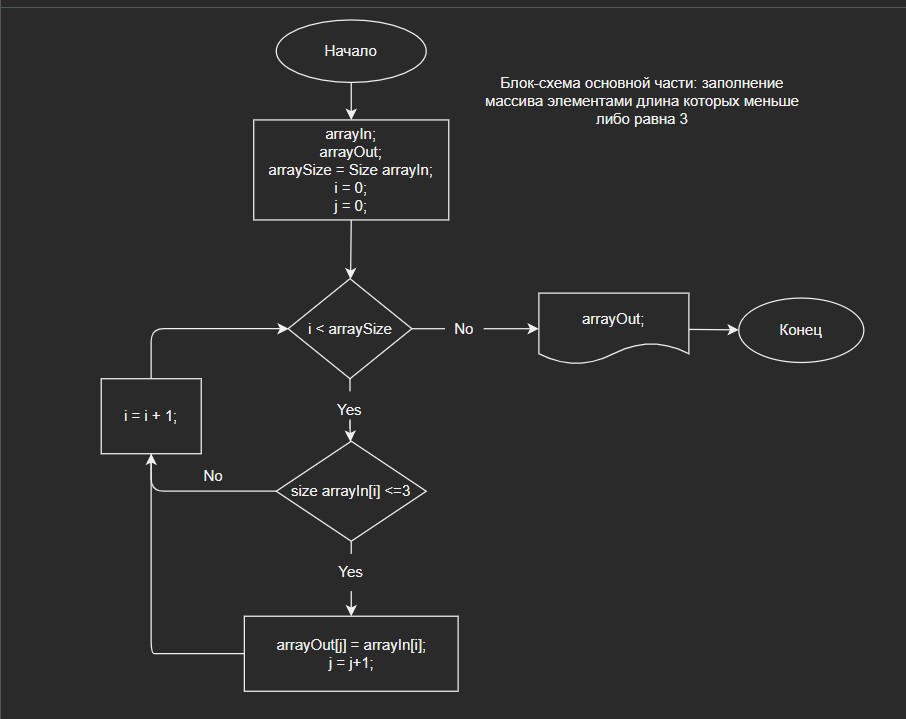 Начало
Блок-схема основной части: заполнение
массива элементами длина которых меньше
либо равна 3
arrayIn;
arrayOut;
arraySize = Size arrayIn;
i = 0;
j = 0;
i < arraySize
No
arrayOut;
Конец
Yes
i = i + 1;
No
size arrayIn[i] <=3
Yes
arrayOut[j] = arrayIn[i];
j = j+1;